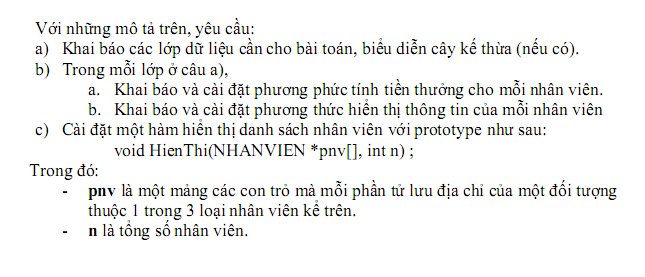 Với những mô tả trên, yêu cầu:
a) Khai báo các lớp dữ liệu cần cho bài toán, biểu diễn cây kế thừa (nếu có).
b) Trong mỗi lớp ở câu a),
a. Khai báo và cài đặt phương phức tính tiền thưởng cho mỗi nhân viên.
b. Khai báo và cài đặt phương thức hiển thị thông tin của mỗi nhân viên
c) Cài đặt một hàm hiển thị danh sách nhân viên với prototype như sau:
void HienThi(NHANVIEN *pnv[], int n) ;
Trong đó:
- pnv là một mảng các con trỏ mà mỗi phần tử lưu địa chỉ của một đối tượng
thuộc 1 trong 3 loại nhân viên kể trên.
- n là tổng số nhân viên.